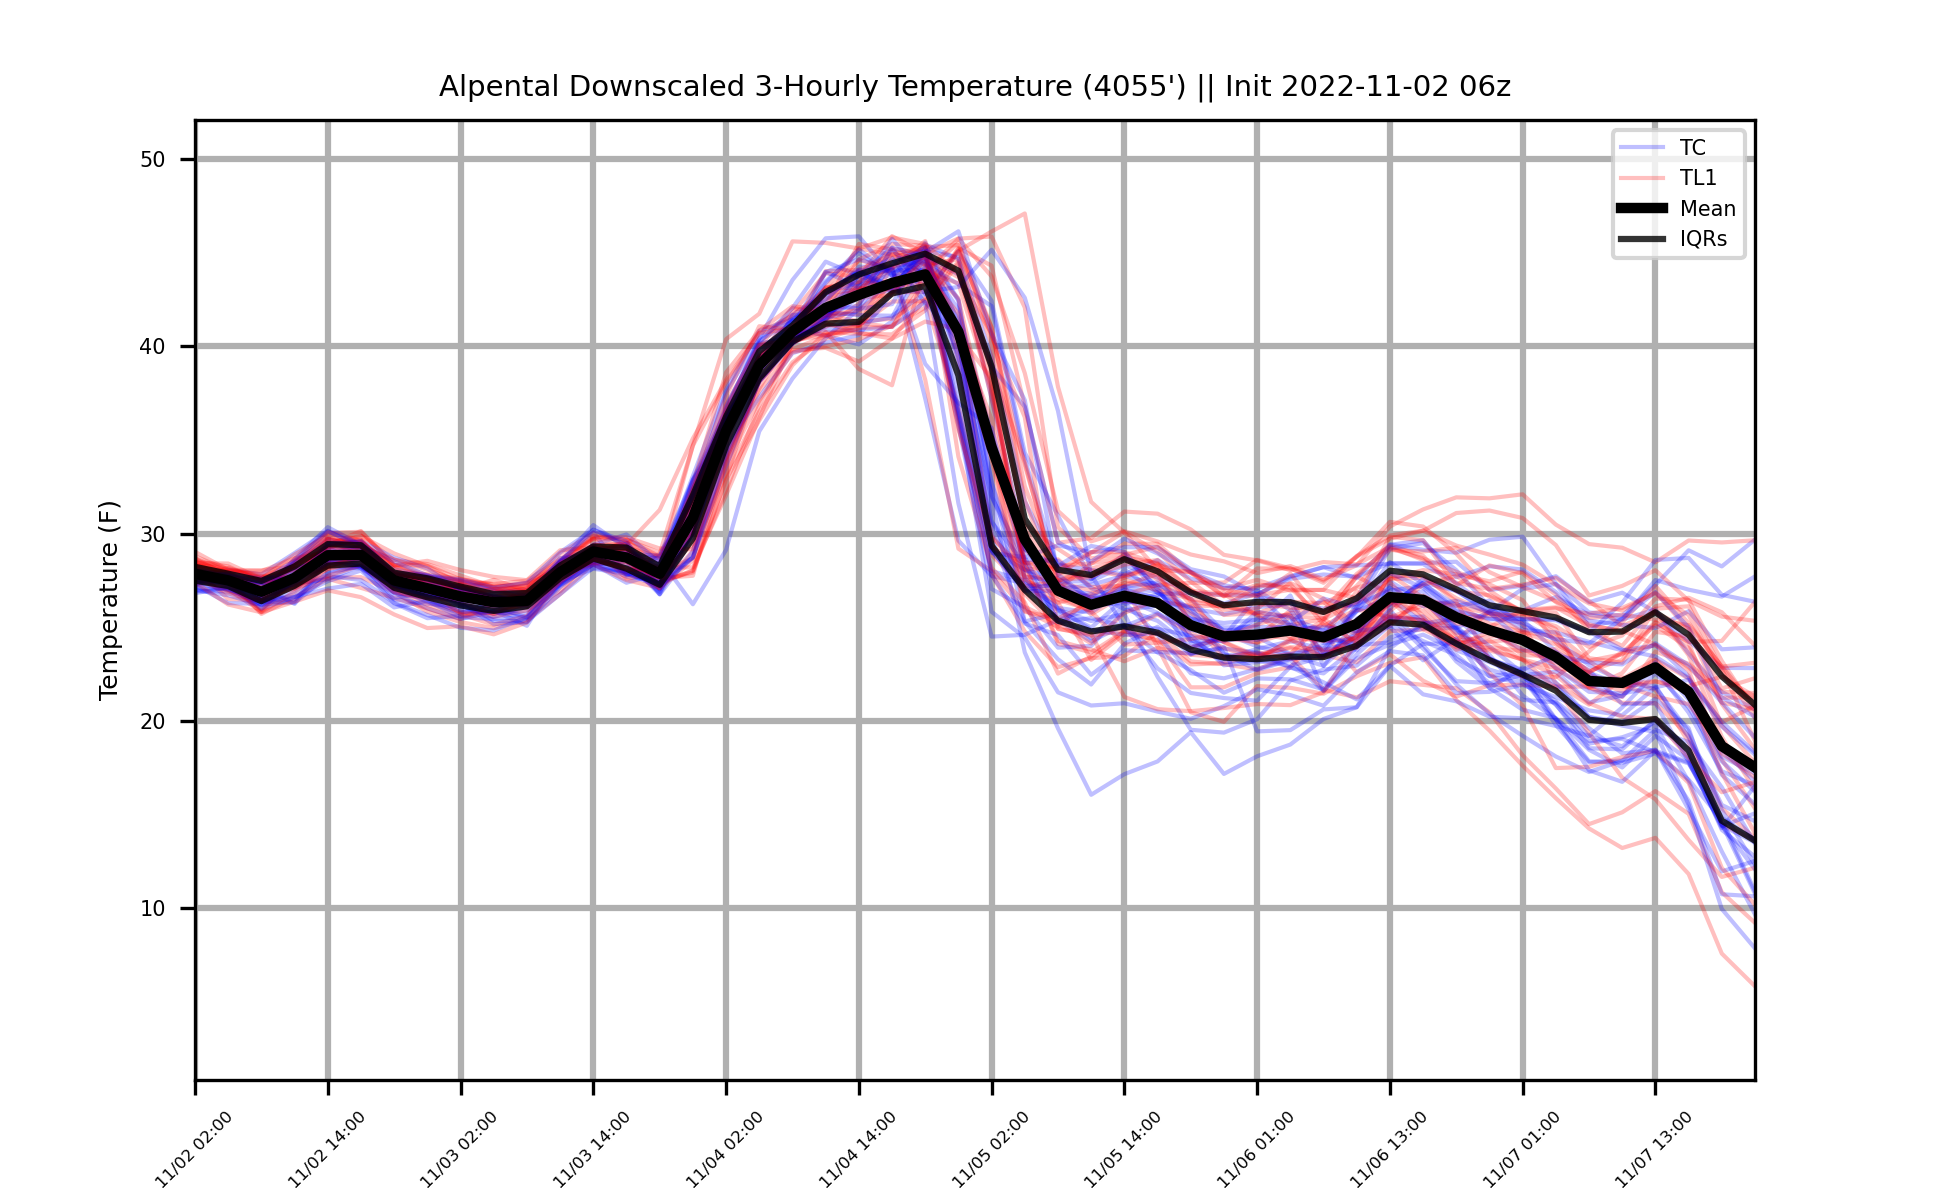 Alpental Downscaled 3-Hourly Temperature (4055') || Init 2022-11-02 06z
TC
TL1
Mean
IQRs
Temperature (F)
50
40
30
20
10
11/02 02:00
11/02 14:00
11/03 02:00
11/03 14:00
11/04 02:00
11/04 14:00
11/05 02:00
11/05 14:00
11/06 01:00
11/06 13:00
11/07 01:00
11/07 13:00